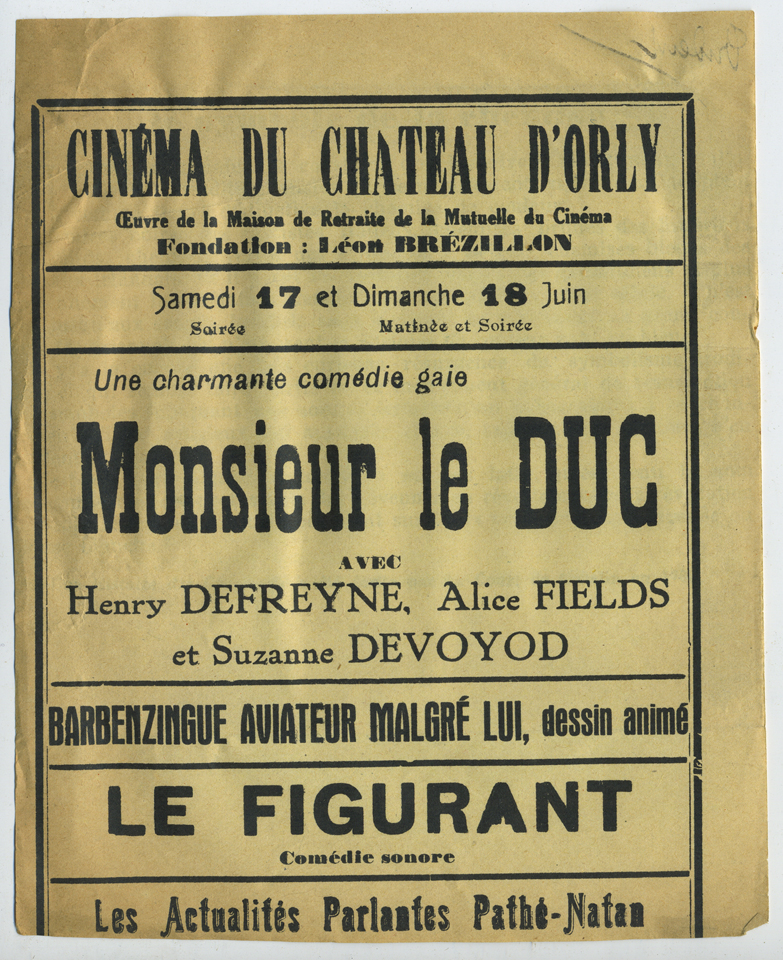 CINÉMA DU CHATEAU D'ORLY
Œuvre de la Maison de Retraite de la Mutuelle du Cinéma
Fondation : Léon BRÉZILLON
Samedi 17 et Dimanche 18 Juin
Soirée Matinèe et Soirée
Une charmante comédie gaie
Monsieur le DUC
AVEC
Henry DEFREYNE, Alice FIELDS
et Suzanne DEVOYOD
BARBENZINGUE AVIATEUR MALGRÉ LUI, dessin animé
LE FIGURANT
Comédie sonore
Les Actualités Parlantes Pathé-Natan